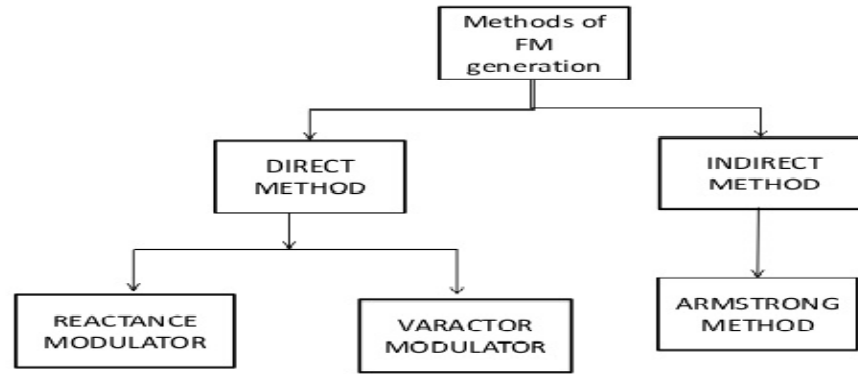 Methods of
FM
generation
DIRECT
METHOD
INDIRECT
METHOD
REACTANCE
MODULATOR
VARACTOR
MODULATOR
ARMSTRONG
METHOD